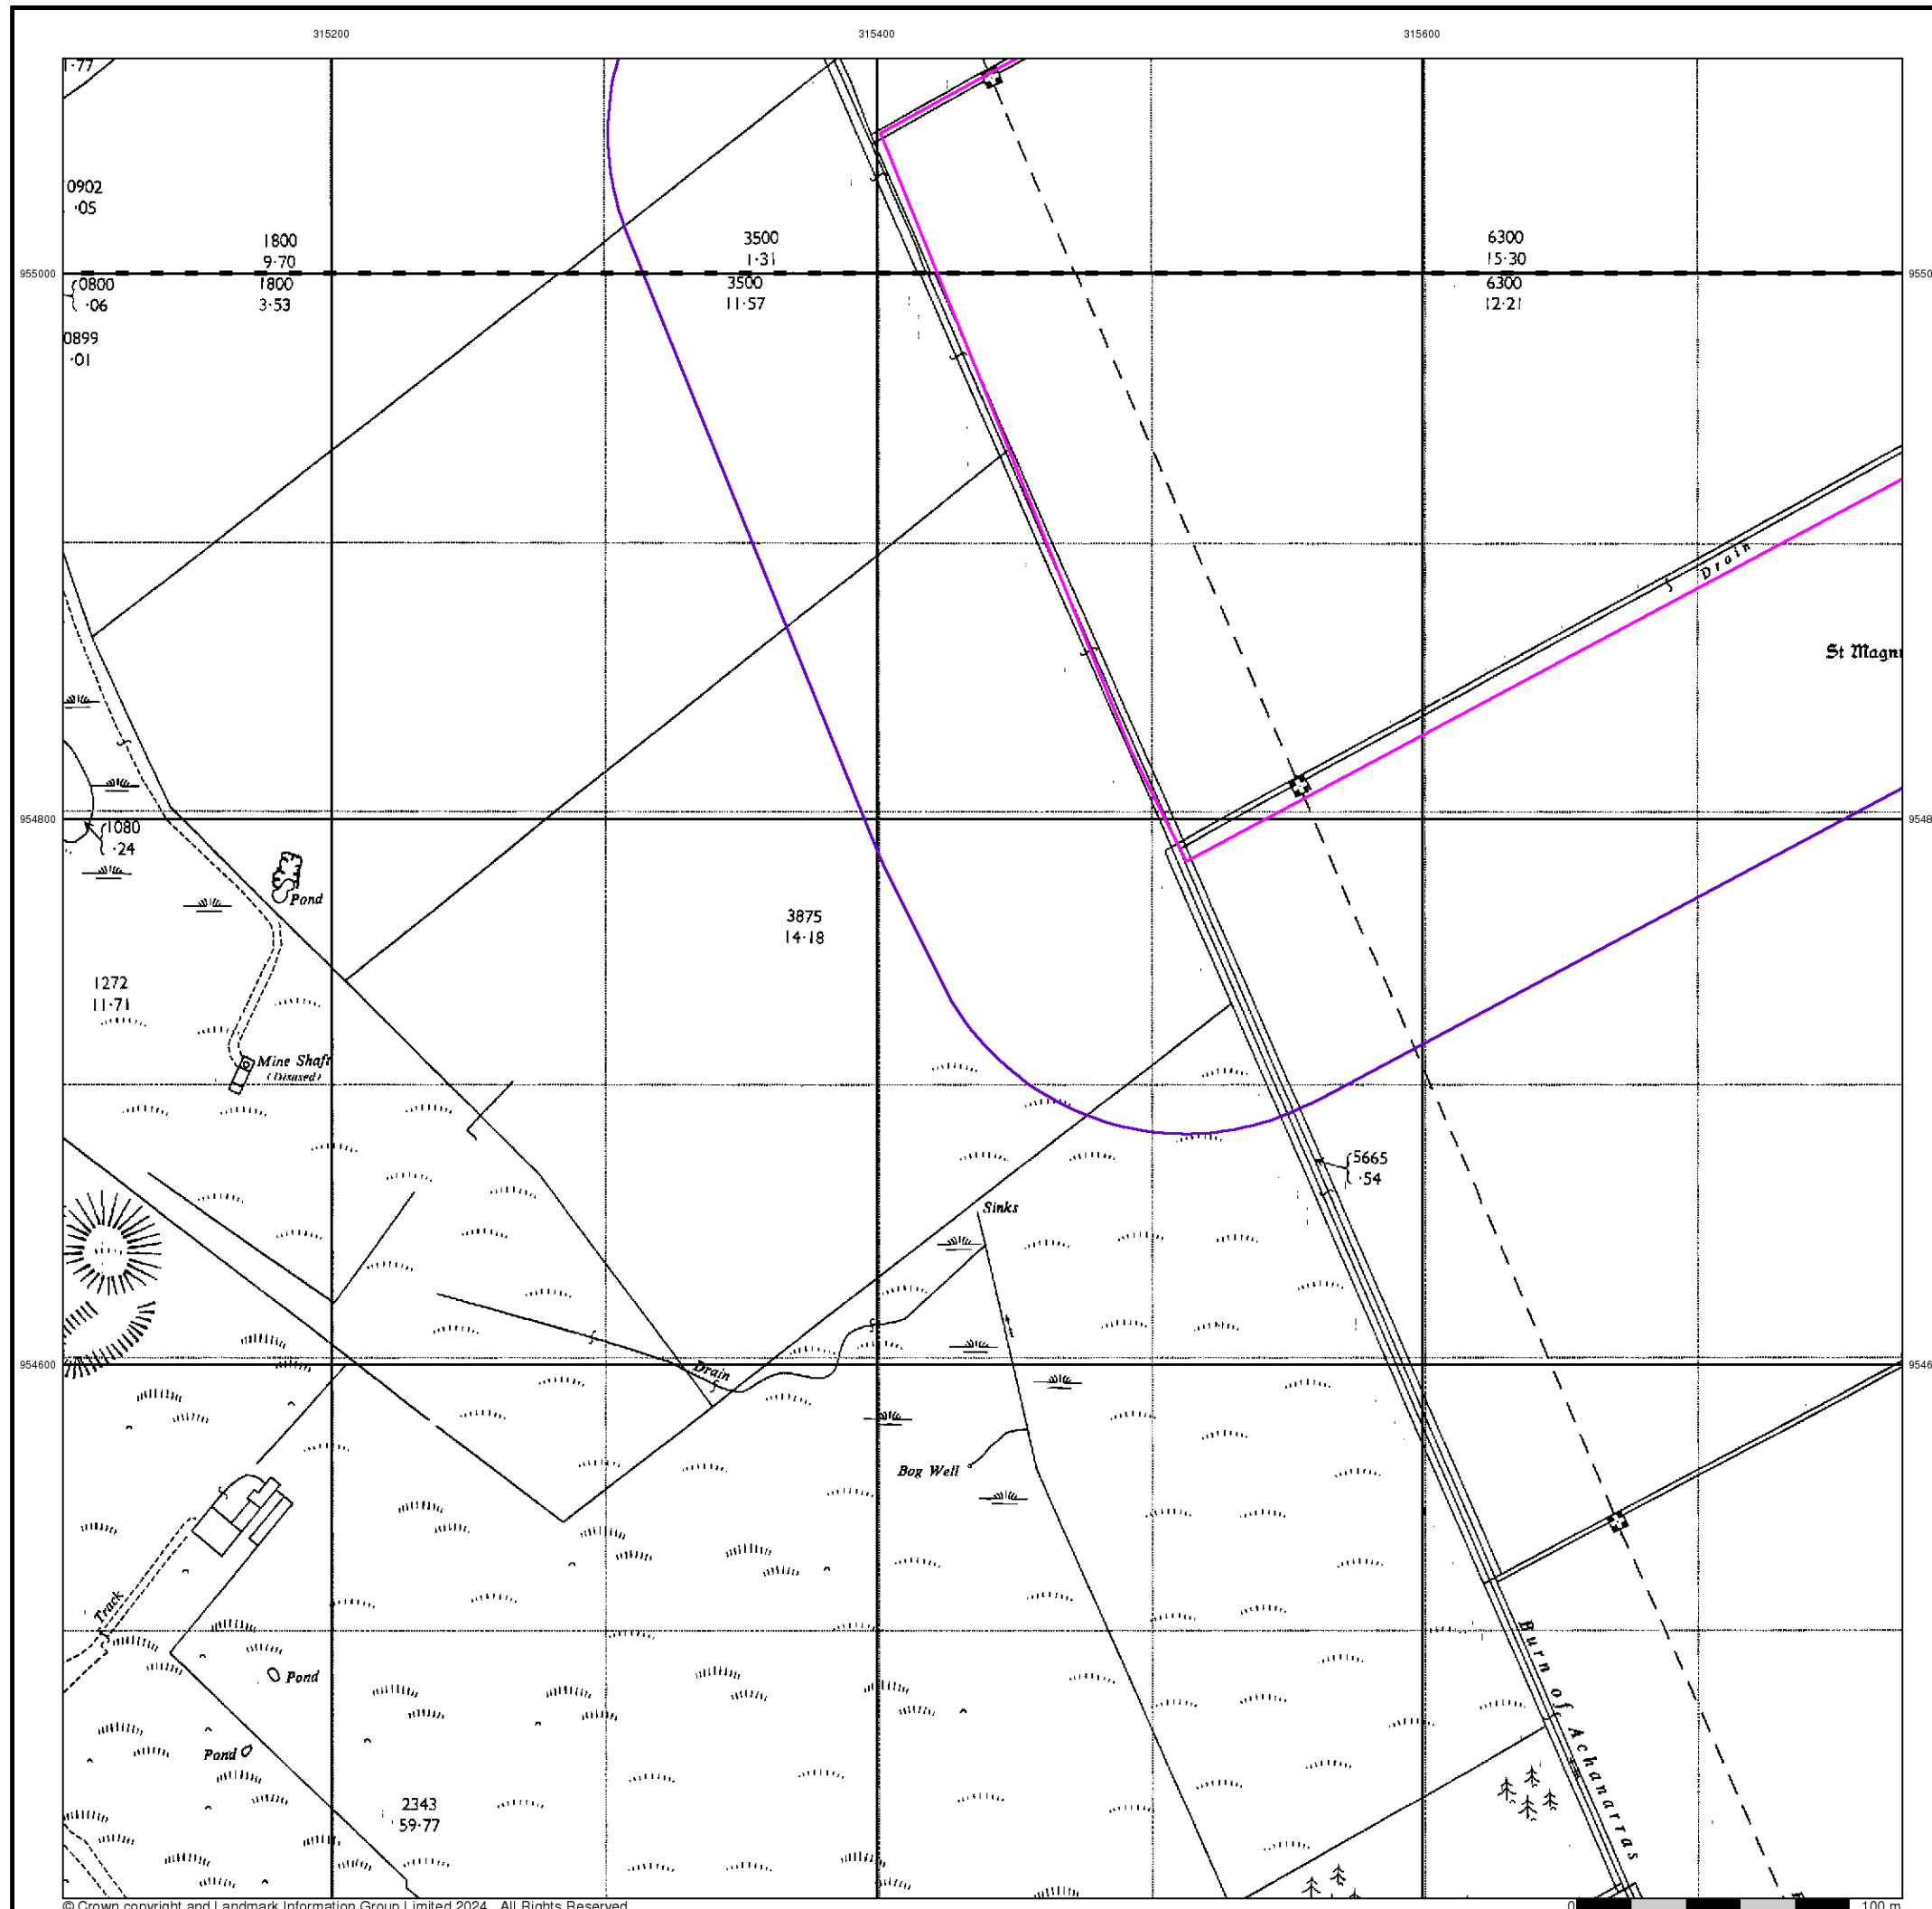 315200
315400
315600
1·77
0902
·05
1800
9·70
3500
1·31
6300
15·30
955000
0800
·06
1800
3·53
3500
11·57
6300
12·21
0899
·01
Drain
St Magn
954800
1080
·24
Pond
3875
14·18
1272
11·71
Mine Shaft
(Disused)
5665
·54
Sinks
954600
Drain
Bog Well
Track
Burn of Achanarras
Pond
Pond
2343
59·77
© Crown copyright and Landmark Information Group Limited 2024. All Rights Reserved.
0
100 m